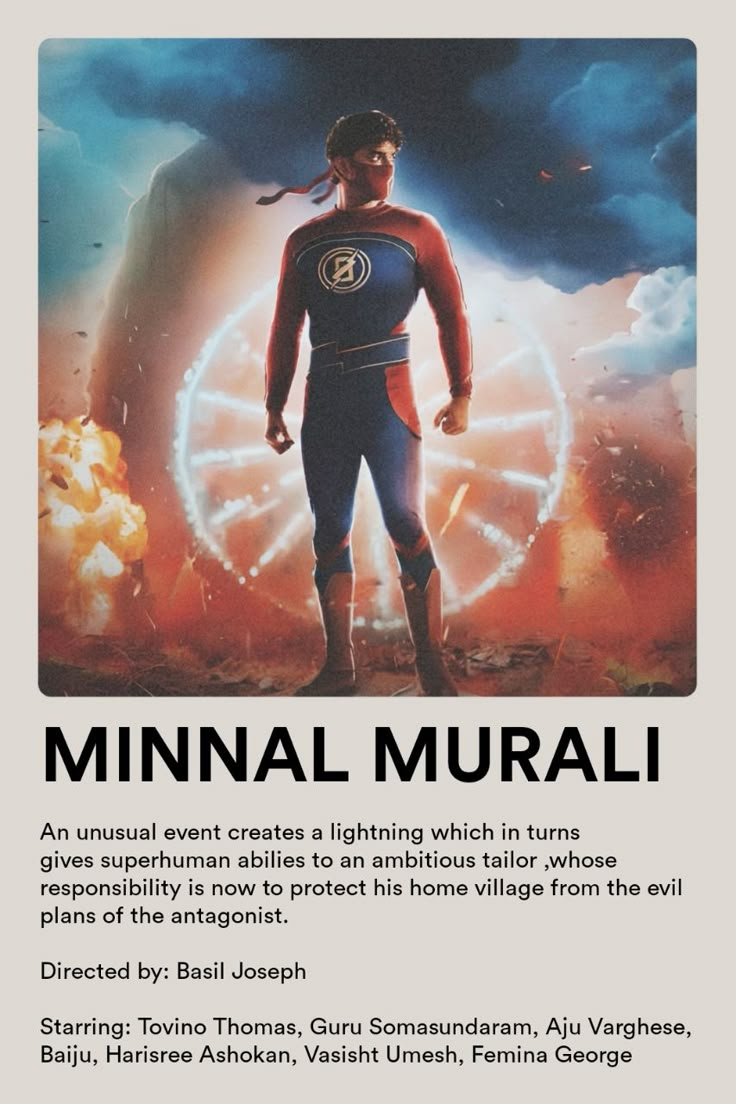 MINNAL MURALI
An unusual event creates a lightning which in turns
gives superhuman abilies to an ambitious tailor ,whose
responsibility is now to protect his home village from the evil
plans of the antagonist.
Directed by: Basil Joseph
Starring: Tovino Thomas, Guru Somasundaram, Aju Varghese,
Baiju, Harisree Ashokan, Vasisht Umesh, Femina George